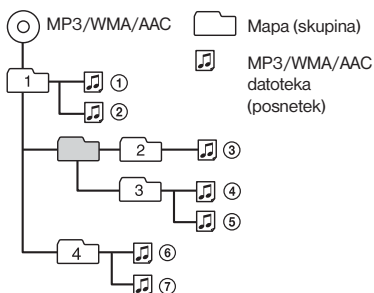 MP3/WMA/AAC
Mapa (skupina)
MP3/WMA/AAC
datoteka
(posnetek)
1
①
②
2
③
3
④
⑤
4
⑥
⑦